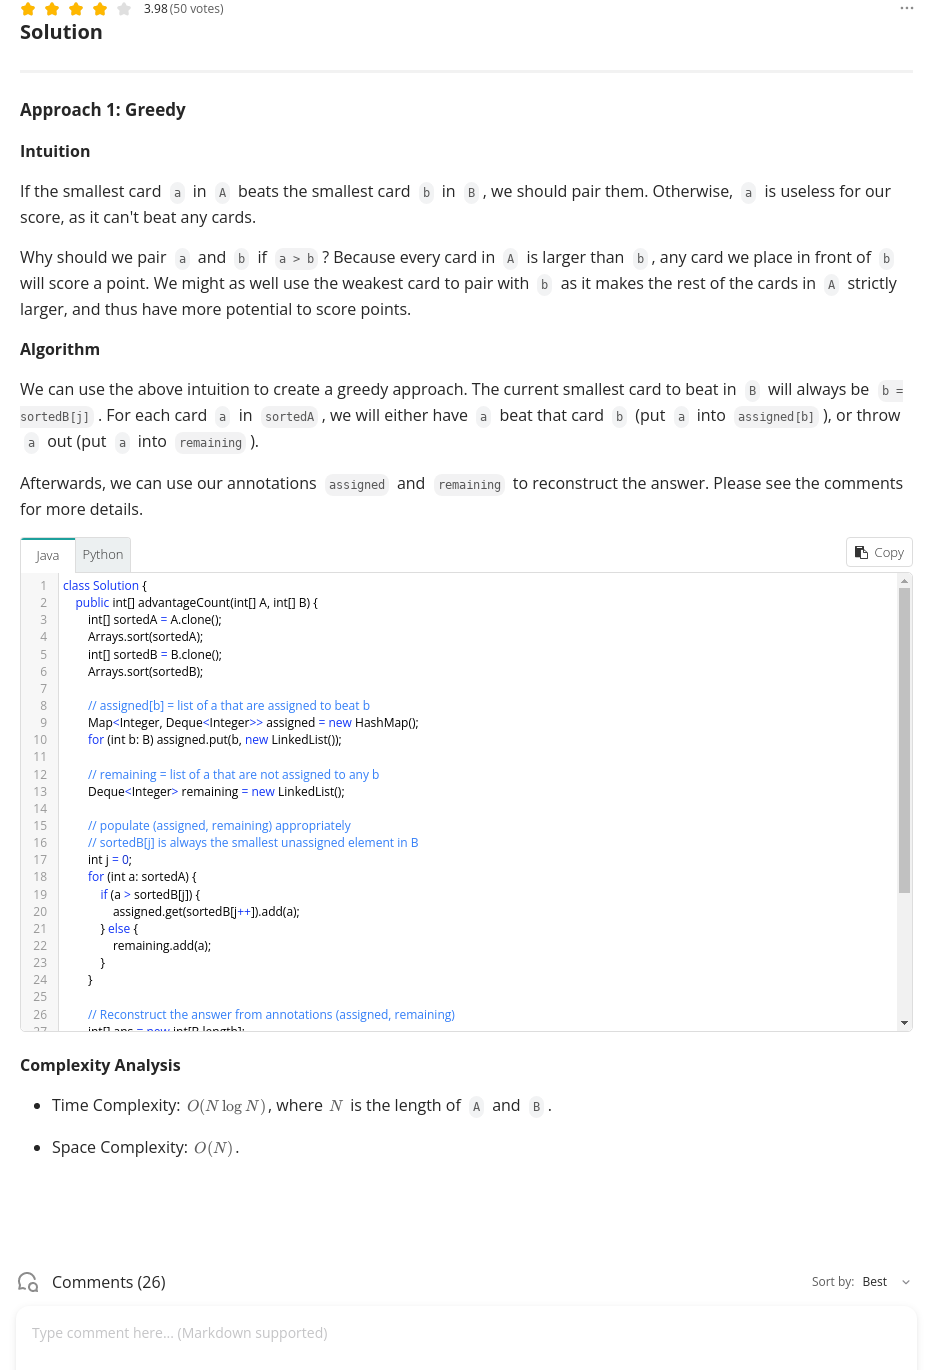 3.98 (50 votes)
Solution
Approach 1: Greedy
Intuition
If the smallest card a in A beats the smallest card b in B , we should pair them. Otherwise, a is useless for our
score, as it can't beat any cards.
Why should we pair a and b if a > b ? Because every card in A is larger than b , any card we place in front of b
will score a point. We might as well use the weakest card to pair with b as it makes the rest of the cards in A strictly
larger, and thus have more potential to score points.
Algorithm
We can use the above intuition to create a greedy approach. The current smallest card to beat in B will always be b =
sortedB[j] . For each card a in sortedA , we will either have a beat that card b (put a into assigned[b] ), or throw
a out (put a into remaining ).
Afterwards, we can use our annotations assigned and remaining to reconstruct the answer. Please see the comments
for more details.
Java Python Copy
1 class Solution {
2 public int[] advantageCount(int[] A, int[] B) {
3 int[] sortedA = A.clone();
4 Arrays.sort(sortedA);
5 int[] sortedB = B.clone();
6 Arrays.sort(sortedB);
7
8 // assigned[b] = list of a that are assigned to beat b
9 Map<Integer, Deque<Integer>> assigned = new HashMap();
10 for (int b: B) assigned.put(b, new LinkedList());
11
12 // remaining = list of a that are not assigned to any b
13 Deque<Integer> remaining = new LinkedList();
14
15 // populate (assigned, remaining) appropriately
16 // sortedB[j] is always the smallest unassigned element in B
17 int j = 0;
18 for (int a: sortedA) {
19 if (a > sortedB[j]) {
20 assigned.get(sortedB[j++]).add(a);
21 } else {
22 remaining.add(a);
23 }
24 }
25
26 // Reconstruct the answer from annotations (assigned, remaining)
27 int[] ans = new int[B.length];
Complexity Analysis
Time Complexity: O(N log N), where N is the length of A and B .
Space Complexity: O(N).
Comments (26) Sort by: Best
Type comment here... (Markdown supported)